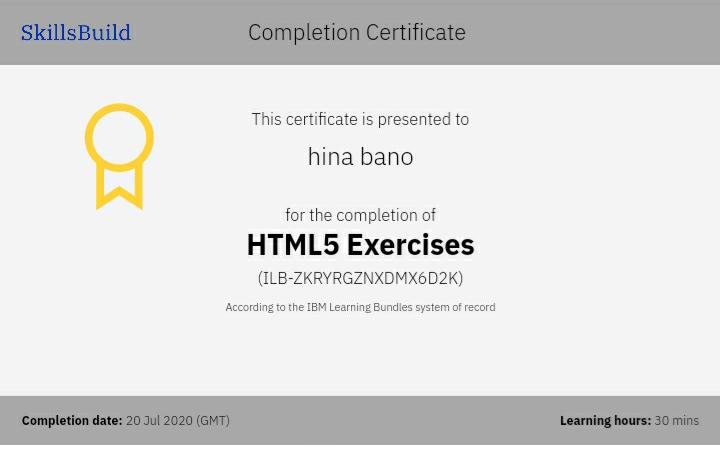 SkillsBuild
Completion Certificate
This certificate is presented to
hina bano
for the completion of
HTML5 Exercises
(ILB-ZKRYRGZNXDMX6D2K)
According to the IBM Learning Bundles system of record
Completion date: 20 Jul 2020 (GMT)
Learning hours: 30 mins